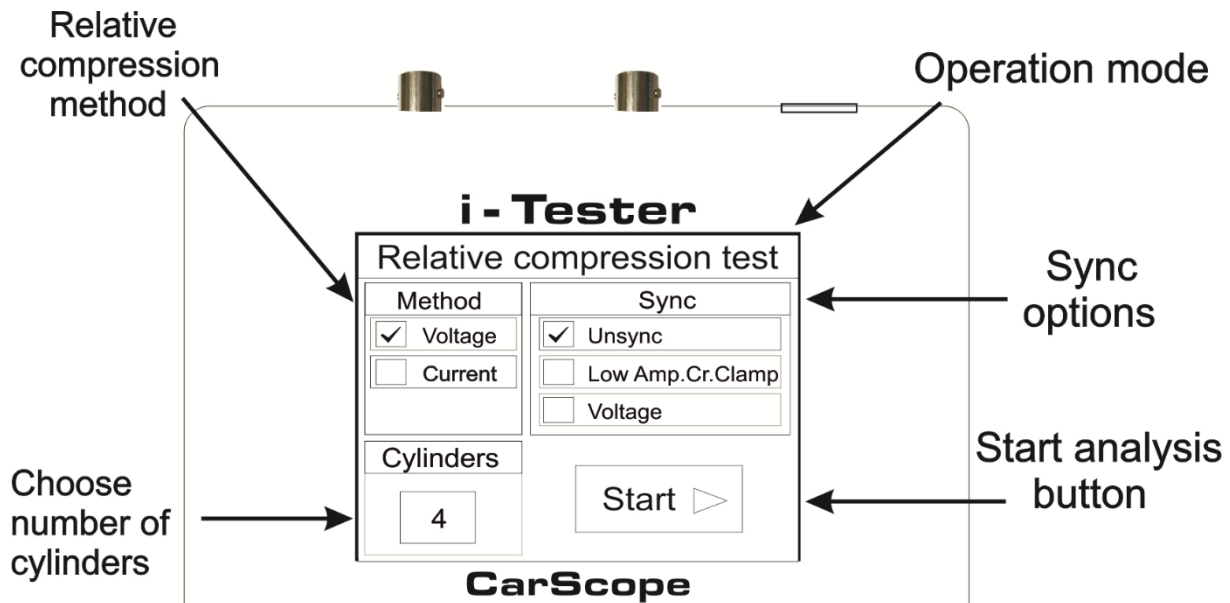 Relative
compression
method
Operation mode
i - Tester
Relative compression test
Method
Voltage
Current
Sync
Unsync
Low Amp.Cr.Clamp
Voltage
Sync
options
Cylinders
4
Start
Choose
number of
cylinders
Start analysis
button
CarScope